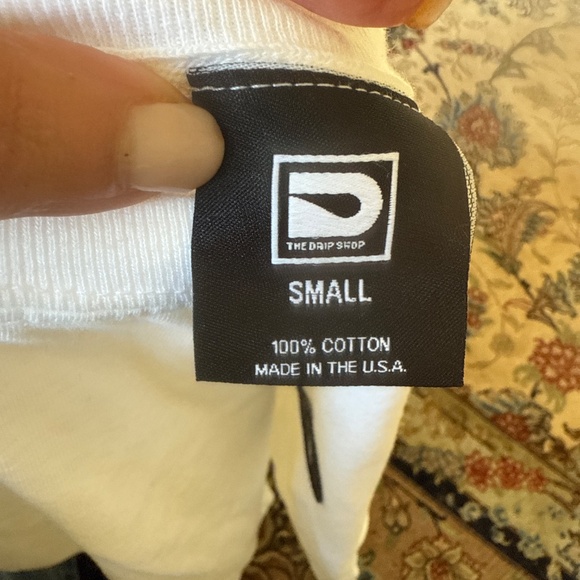 THE DRIP SHOP
SMALL
100% COTTON
MADE IN THE U.S.A.